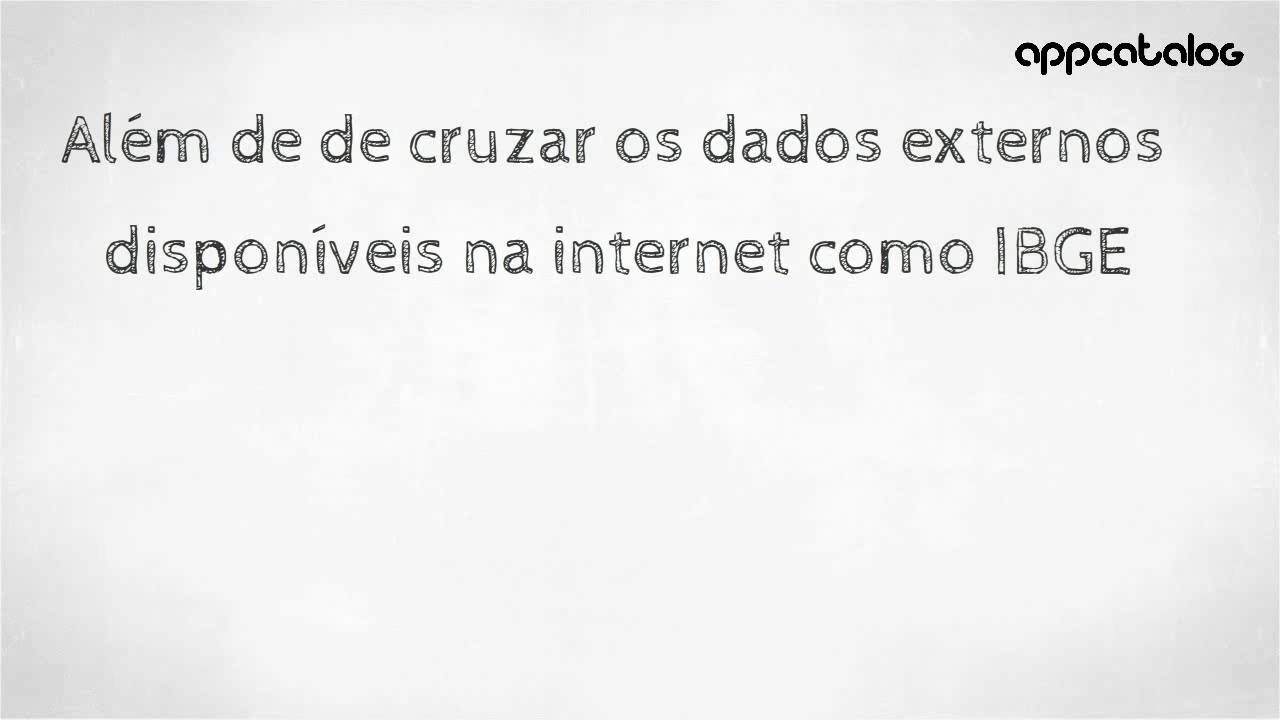 appcatalog
Além de de cruzar os dados externos
disponíveis na internet como IBGE